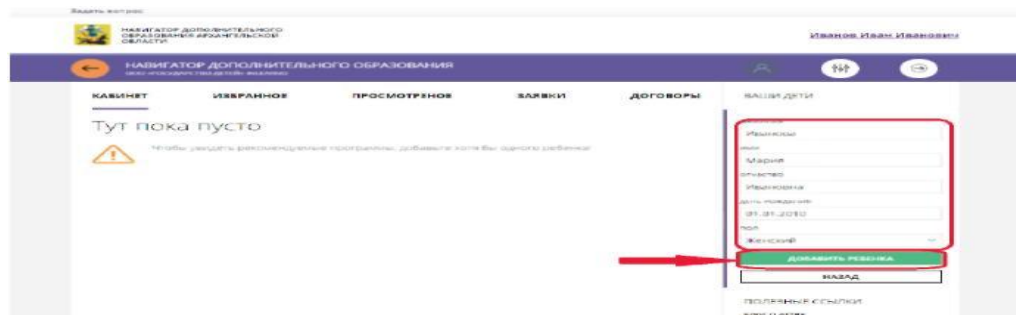 Задать вопрос
НАВИГАТОР ДОПОЛНИТЕЛЬНОГО
ОБРАЗОВАНИЯ АРХАНГЕЛЬСКОЙ
ОБЛАСТИ
Иванов Иван Иванович
НАВИГАТОР ДОПОЛНИТЕЛЬНОГО ОБРАЗОВАНИЯ
КАБИНЕТ ИЗБРАННОЕ ПРОСМОТРЕНОЕ ЗАЯВКИ ДОГОВОРЫ
ВАШИ ДЕТИ
Тут пока пусто
Чтобы увидеть рекомендуемые программы, добавьте хотя бы одного ребенка
Иванова
имя
Мария
отчество
Ивановна
дата рождения
01.01.2010
пол
Женский
ДОБАВИТЬ РЕБЕНКА
НАЗАД
ПОЛЕЗНЫЕ ССЫЛКИ